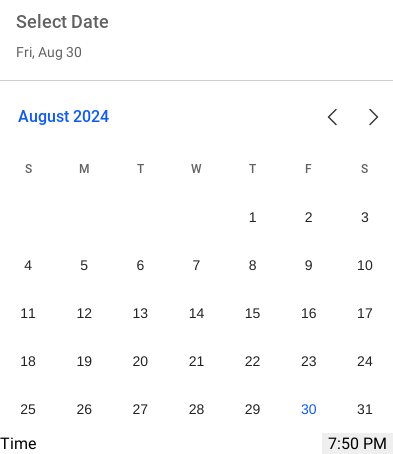 Select Date
Fri, Aug 30
August 2024
S M T W T F S
1 2 3
4 5 6 7 8 9 10
11 12 13 14 15 16 17
18 19 20 21 22 23 24
25 26 27 28 29 30 31
Time 7:50 PM